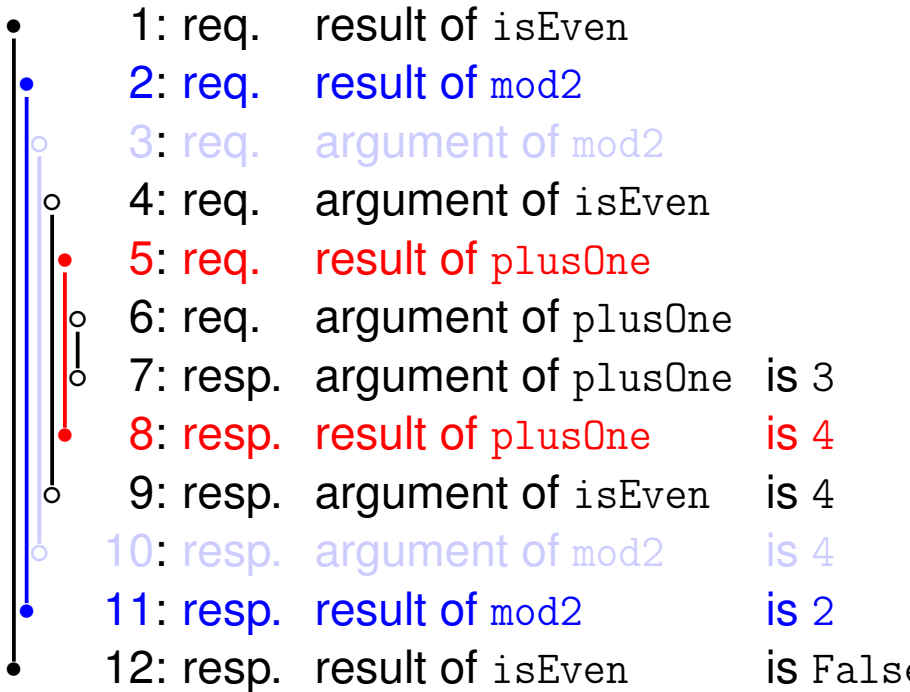 1: req. result of isEven
2: req. result of mod2
3: req. argument of mod2
4: req. argument of isEven
5: req. result of plusOne
6: req. argument of plusOne
7: resp. argument of plusOne is 3
8: resp. result of plusOne is 4
9: resp. argument of isEven is 4
10: resp. argument of mod2 is 4
11: resp. result of mod2 is 2
12: resp. result of isEven is False